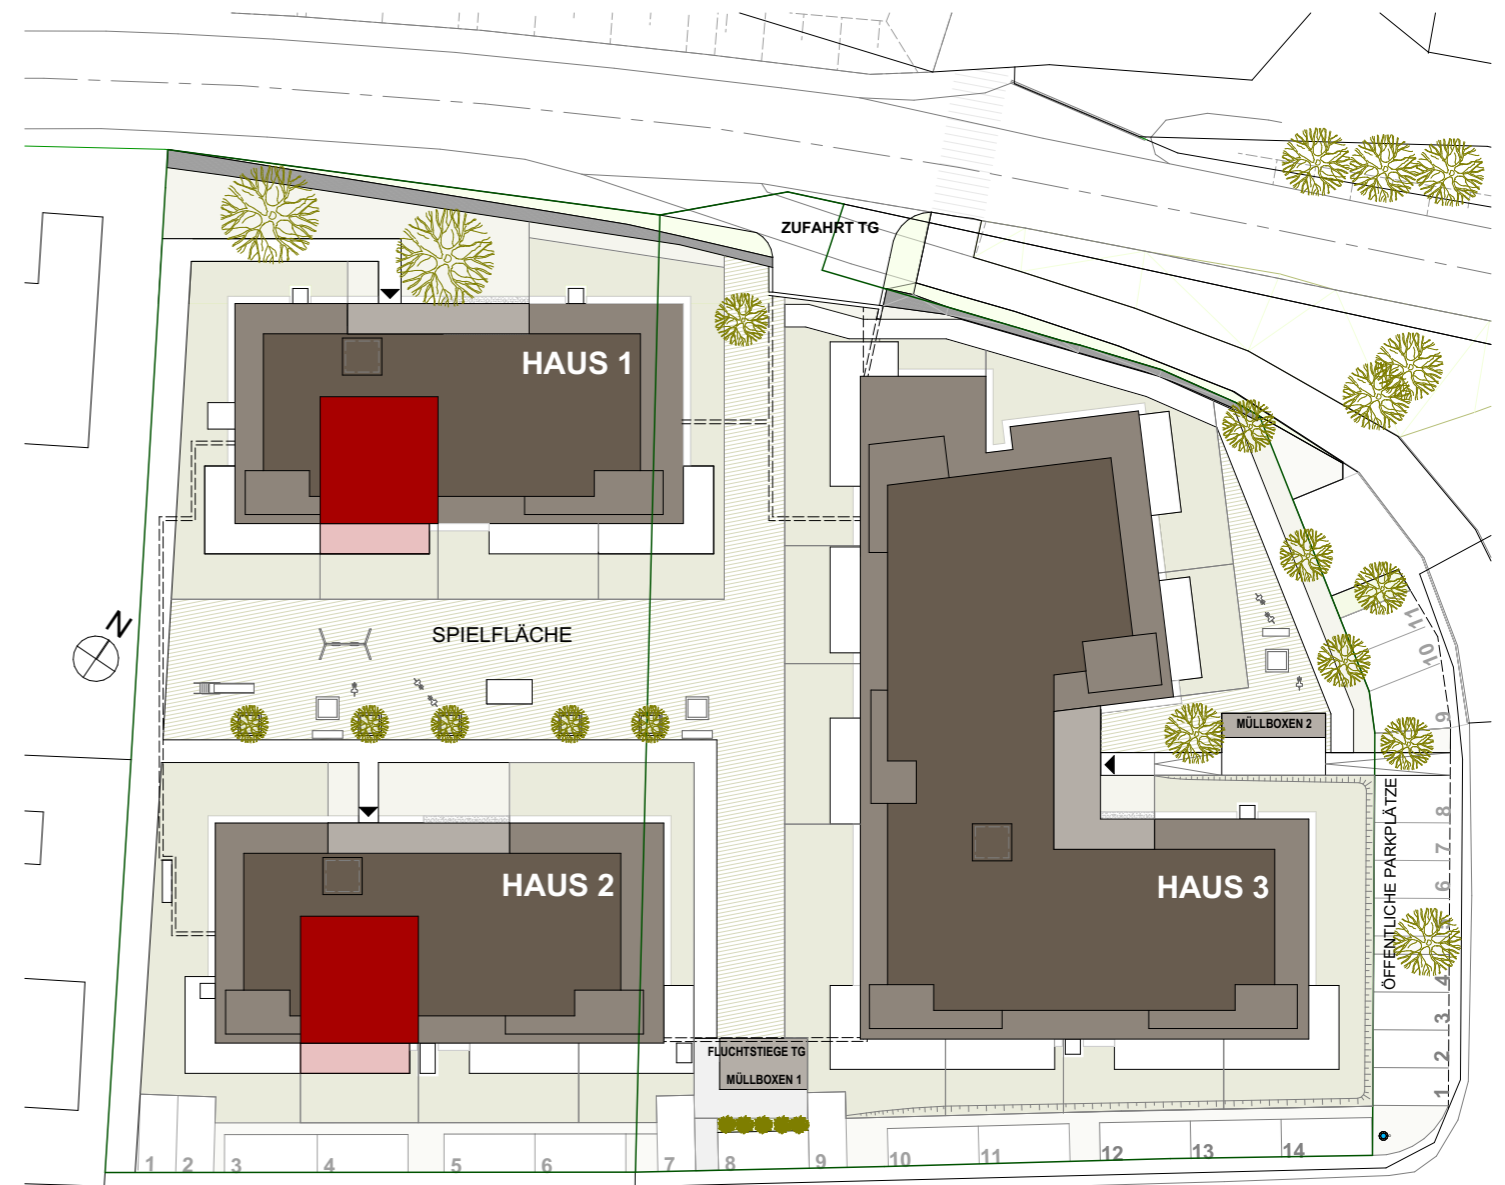 ZUFAHRT TG
HAUS 1
N
SPIELFLÄCHE
11
10
9
MÜLLBOXEN 2
ÖFFENTLICHE PARKPLÄTZE
8
7
6
5
4
3
2
1
HAUS 2
HAUS 3
FLUCHTSTIEGE TG
MÜLLBOXEN 1
1 2 3 4 5 6 7 8 9 10 11 12 13 14